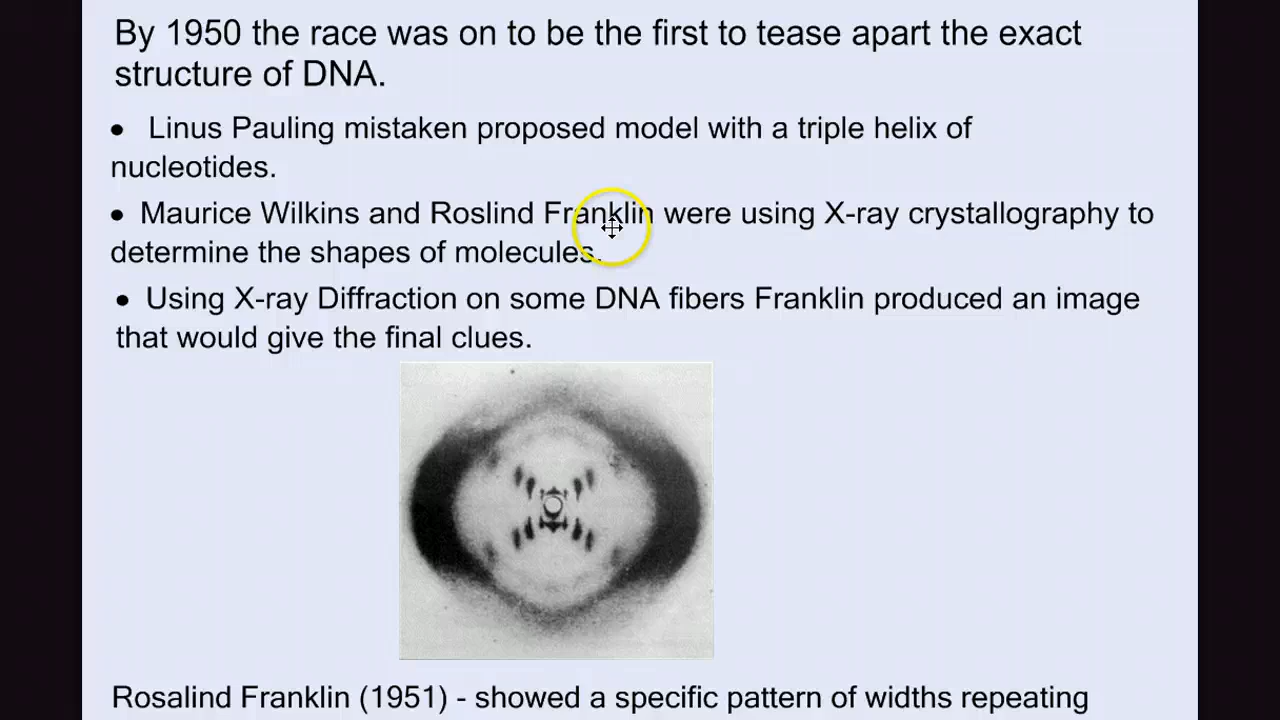 By 1950 the race was on to be the first to tease apart the exact
structure of DNA.
• Linus Pauling mistaken proposed model with a triple helix of
nucleotides.
• Maurice Wilkins and Roslind Franklin were using X-ray crystallography to
determine the shapes of molecules.
• Using X-ray Diffraction on some DNA fibers Franklin produced an image
that would give the final clues.
Rosalind Franklin (1951) - showed a specific pattern of widths repeating